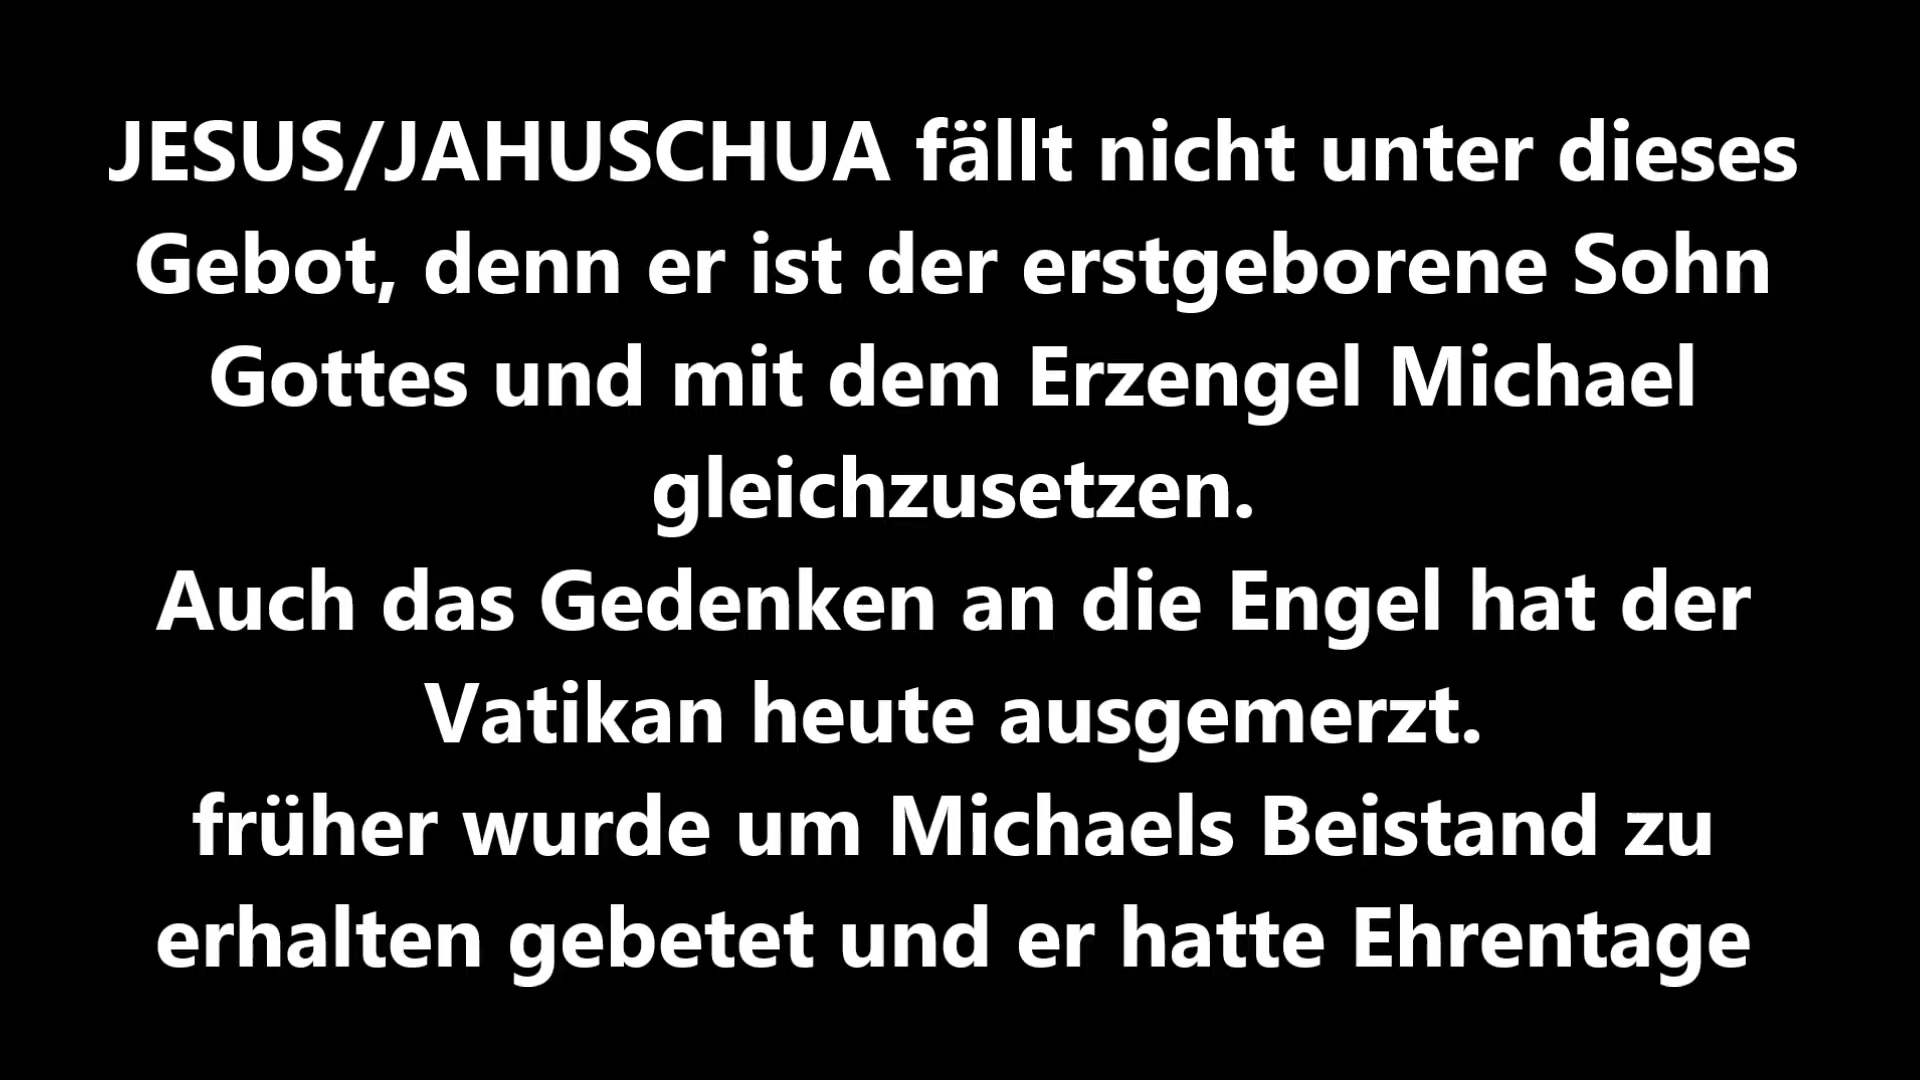 JESUS/JAHUSCHUA fällt nicht unter dieses
Gebot, denn er ist der erstgeborene Sohn
Gottes und mit dem Erzengel Michael
gleichzusetzen.
Auch das Gedenken an die Engel hat der
Vatikan heute ausgemerzt.
früher wurde um Michaels Beistand zu
erhalten gebetet und er hatte Ehrentage